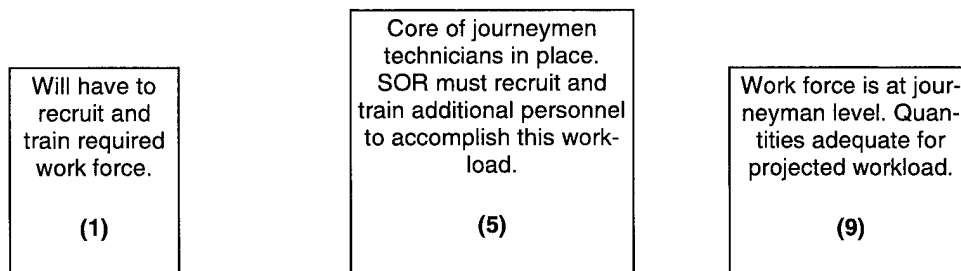 Will have to
recruit and
train required
work force.
(1)
Core of journeymen
technicians in place.
SOR must recruit and
train additional personnel
to accomplish this work-
load.
(5)
Work force is at jour-
neyman level. Quan-
tities adequate for
projected workload.
(9)